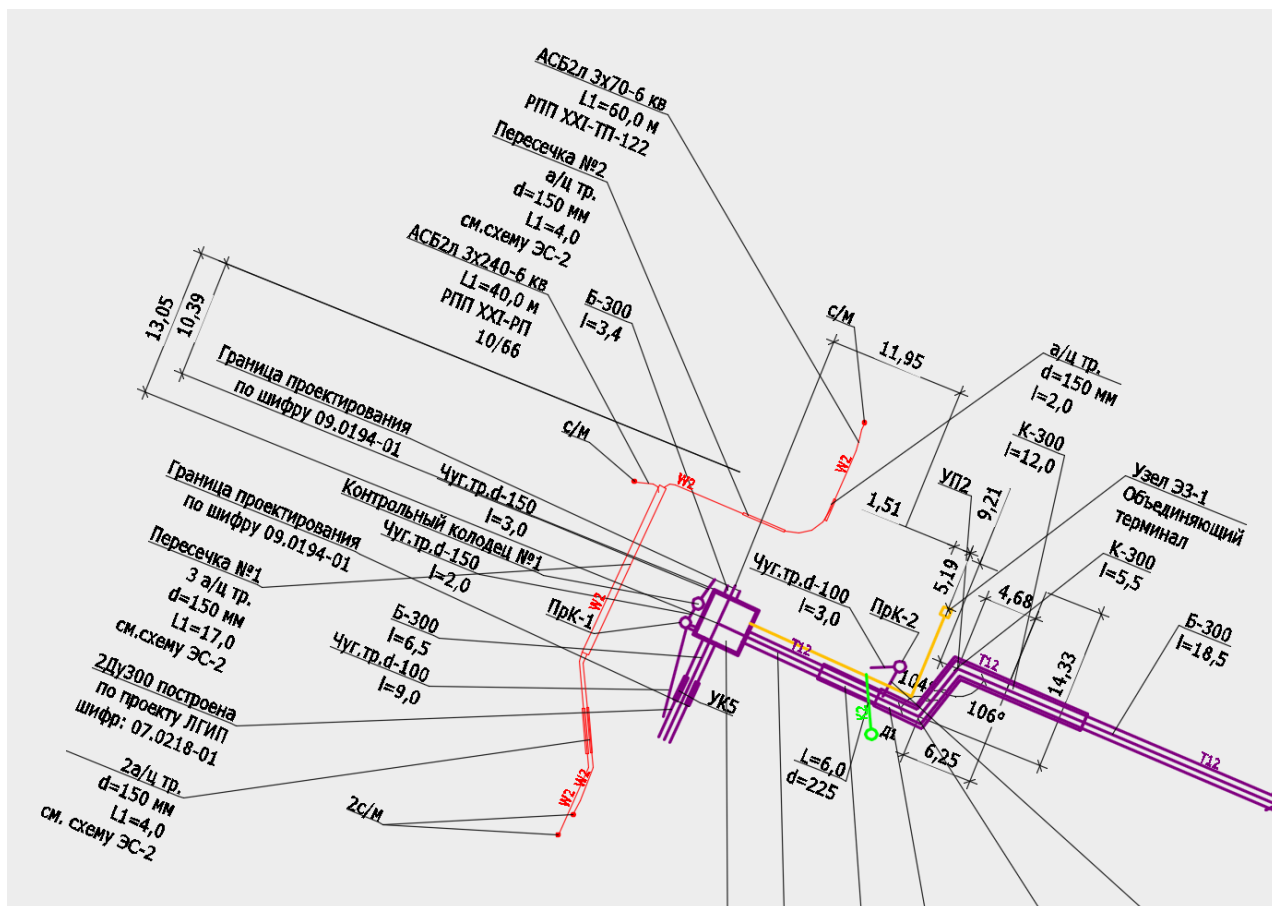 АСБ2л 3х70-6 кв
L1=60,0 м
РПП XXI-ТП-122
Пересечка №2
а/ц тр.
d=150 мм
L1=4,0
см.схему ЭС-2
АСБ2л 3х240-6 кв
L1=40,0 м
РПП XXI-РП
10/66
Б-300
l=3,4
13,05
10,39
Граница проектирования
по шифру 09.0194-01
с/м
с/м
11,95
а/ц тр.
d=150 мм
l=2,0
К-300
l=12,0
Узел ЭЗ-1
Объединяющий
терминал
К-300
l=5,5
Б-300
l=18,5
УП2
9,21
1,51
5,19
4,68
14,33
Чуг.тр.d-150
l=3,0
Контрольный колодец №1
Чуг.тр.d-150
l=2,0
Граница проектирования
по шифру 09.0194-01
Пересечка №1
3 а/ц тр.
d=150 мм
L1=17,0
см.схему ЭС-2
ПрК-1
Б-300
l=6,5
Чуг.тр.d-100
l=9,0
2Ду300 построена
по проекту ЛГИП
шифр: 07.0218-01
2а/ц тр.
d=150 мм
L1=4,0
см. схему ЭС-2
2с/м
УК5
Чуг.тр.d-100
l=3,0
ПрК-2
104°
106°
6,25
Д1
К2
L=6,0
d=225
W2
W2
W2
W2
W2
Т12
Т12
Т12